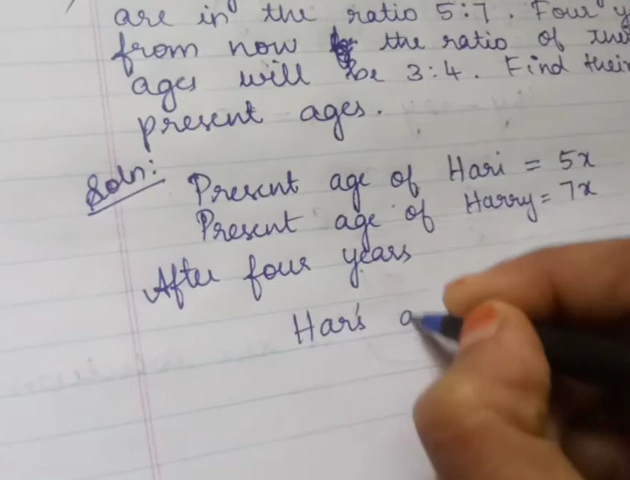 are in the ratio 5:7. Four
from now the ratio of
ages will be 3:4. Find their
present ages.
Soln: Present age of Hari = 5x
Present age of Harry = 7x
After four years
Hari's a